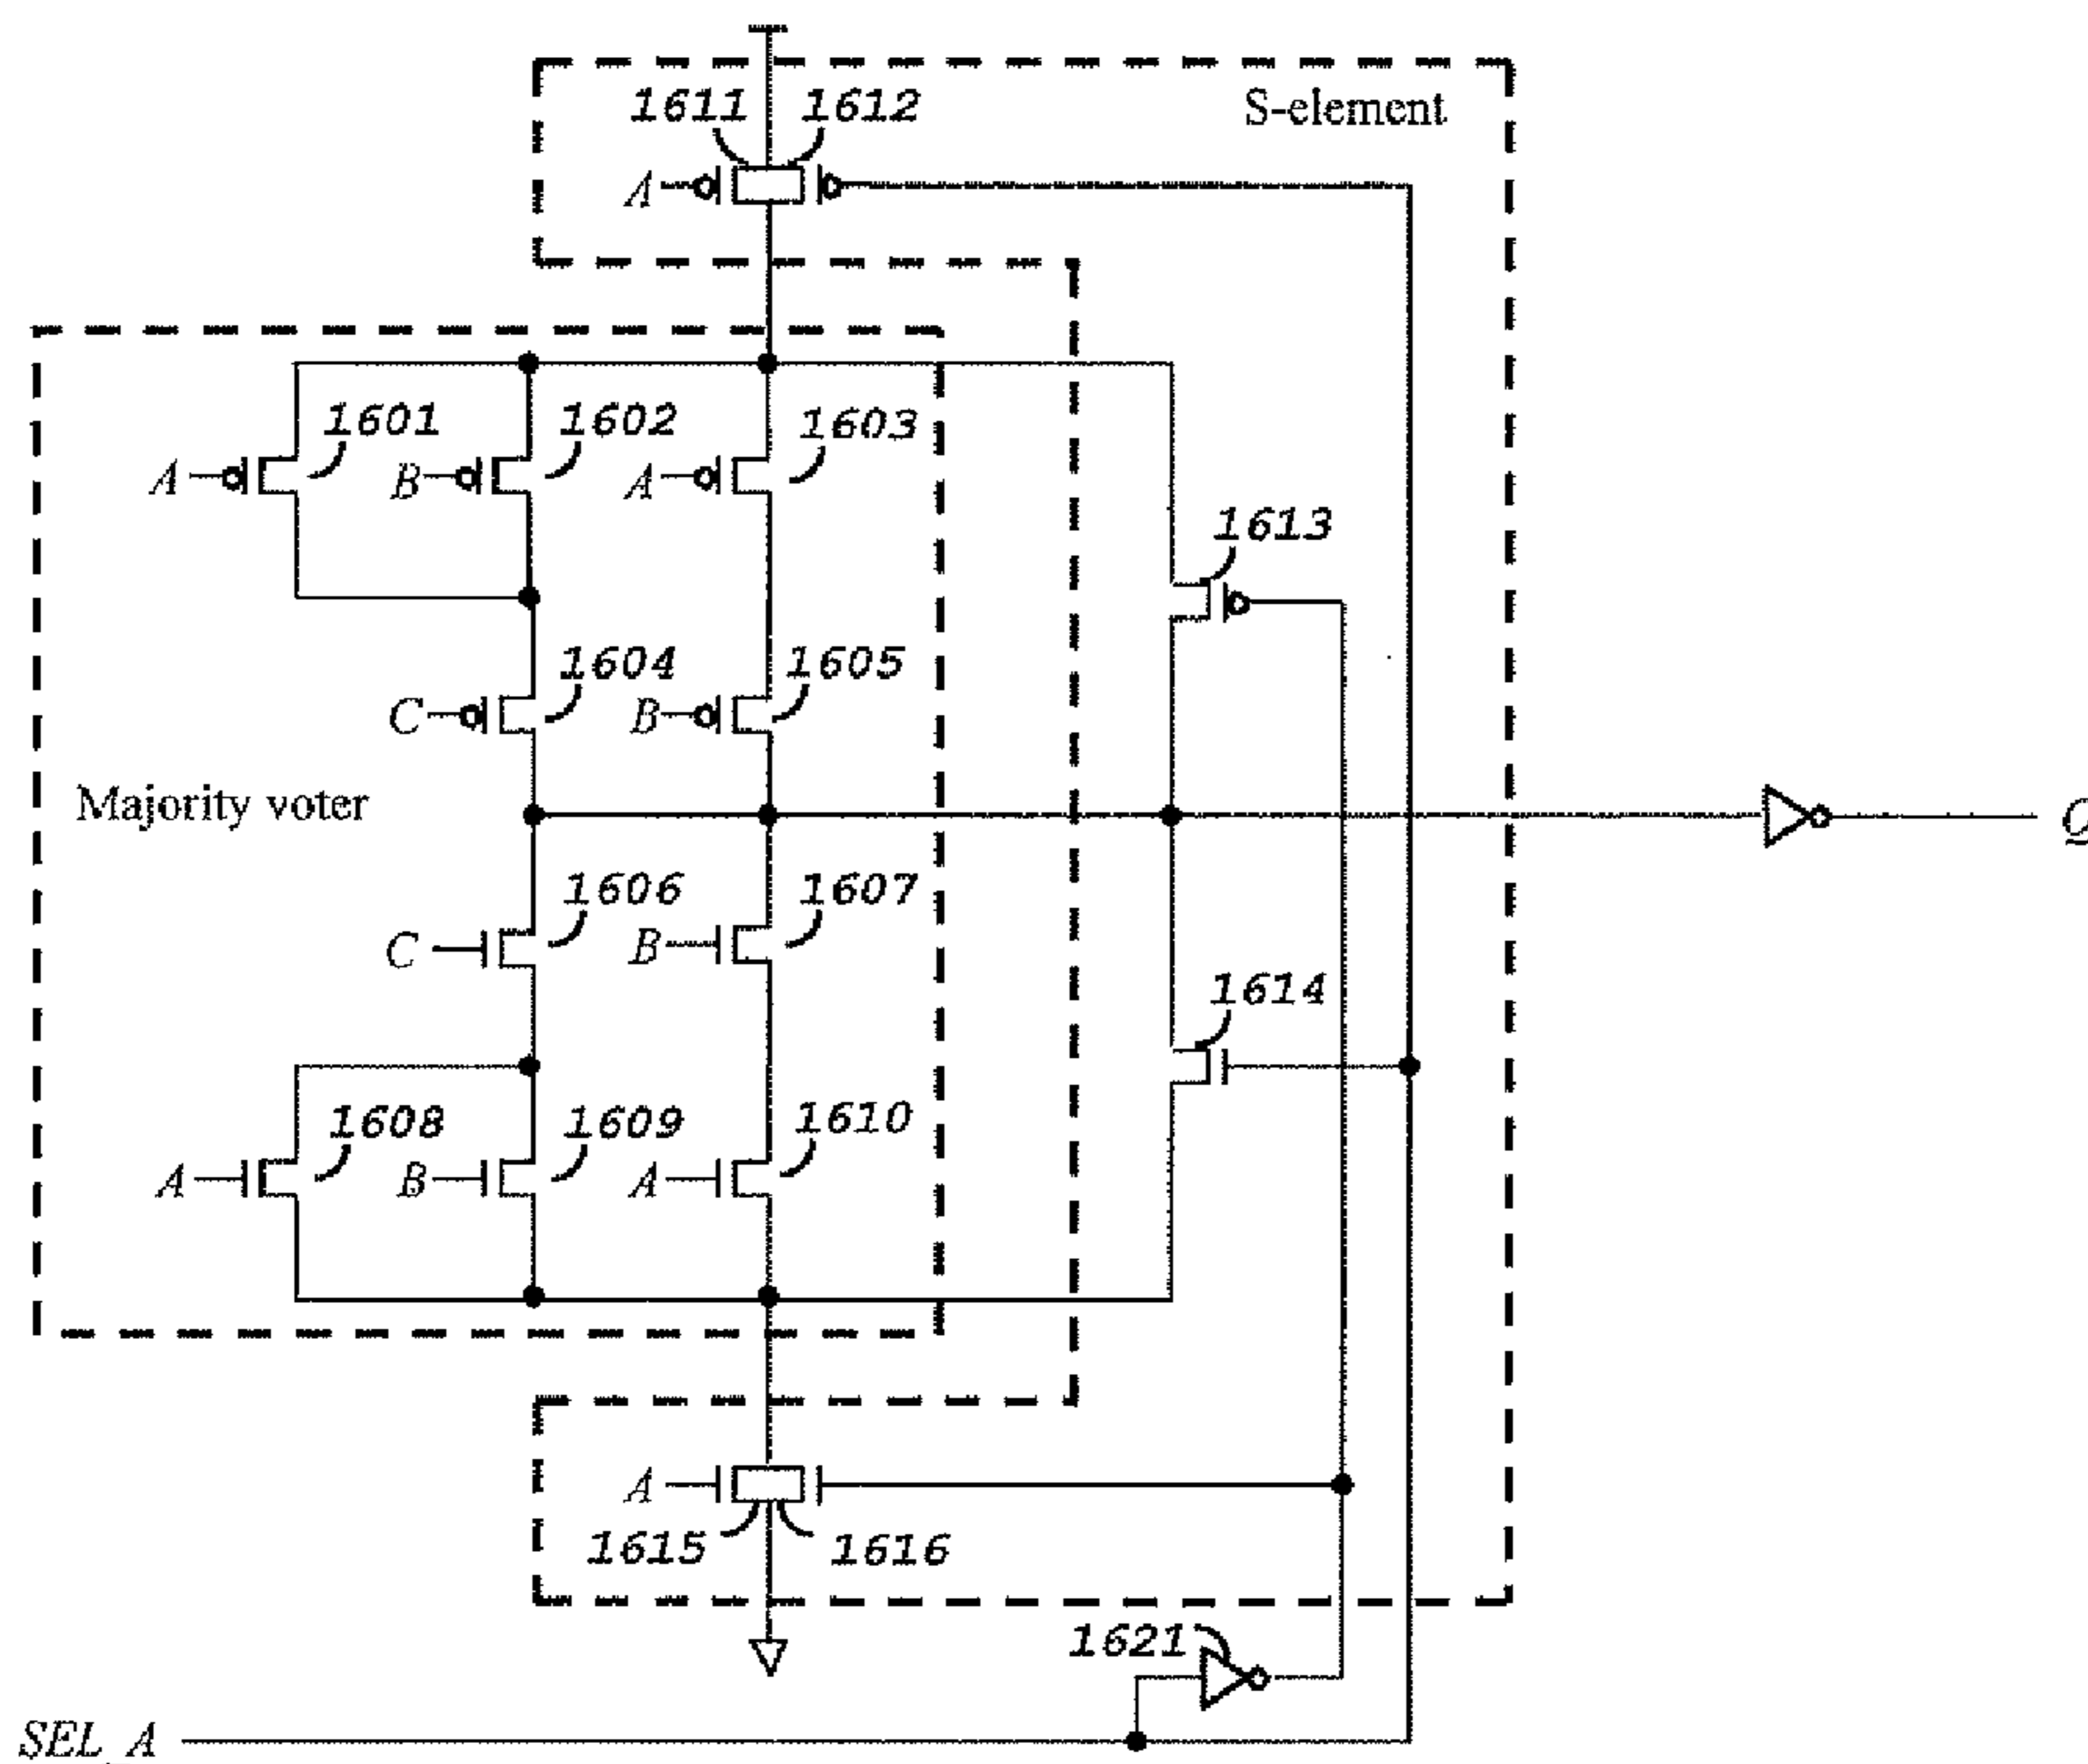 1611 1612
S-element
A
1601 1602 1603
A B A
1613
1604 1605
C B
Majority voter
Q
1606 1607
C B
1614
1608 1609 1610
A B A
A
1615 1616
1621
SEL_A